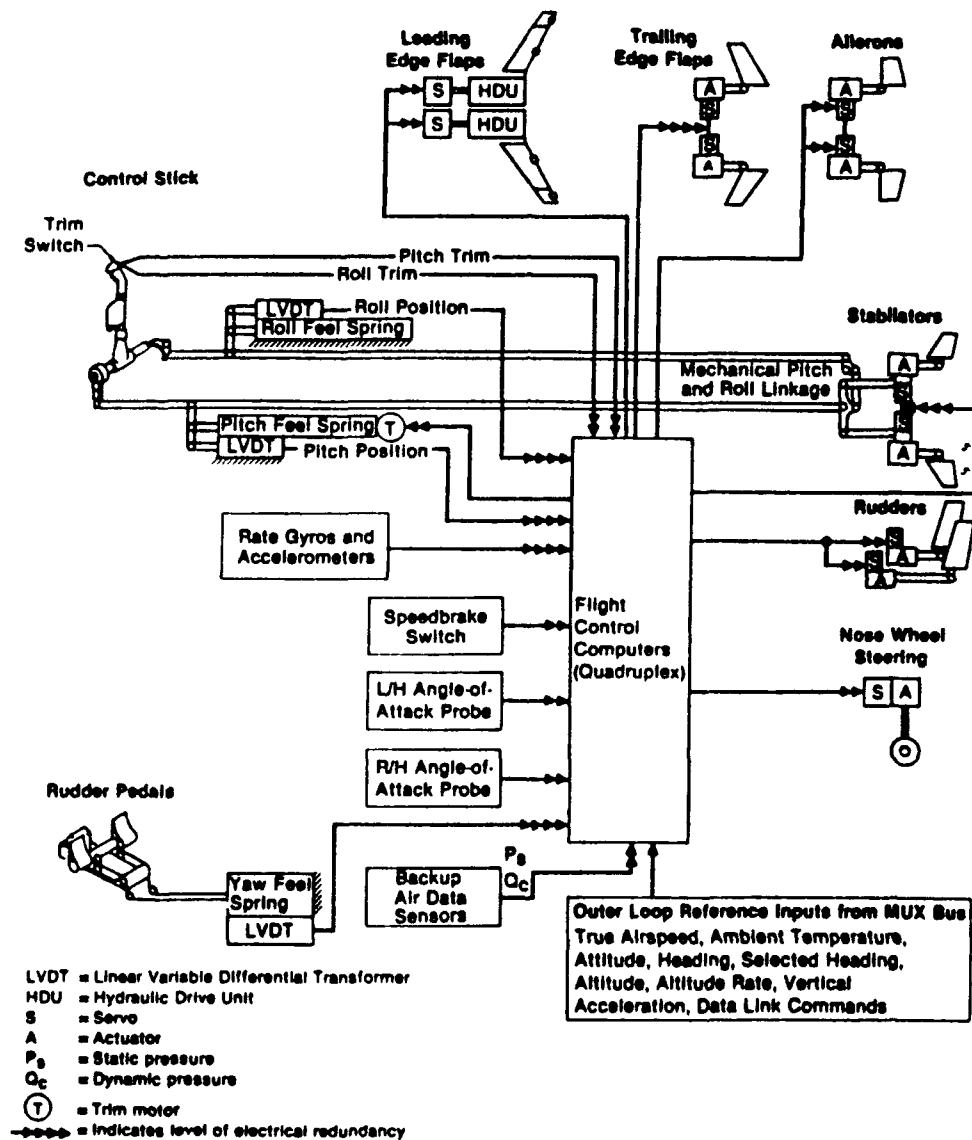 Leading
Edge Flaps
Trailing
Edge Flaps
Ailerons
S
HDU
S
HDU
A
S
S
A
A
S
S
A
Control Stick
Trim
Switch
Pitch Trim
Roll Trim
LVDT
Roll Position
Roll Feel Spring
Stabilators
Mechanical Pitch
and Roll Linkage
A
A
Pitch Feel Spring
T
LVDT
Pitch Position
Rudders
A
A
Rate Gyros and
Accelerometers
Speedbrake
Switch
L/H Angle-of-
Attack Probe
R/H Angle-of-
Attack Probe
Flight
Control
Computers
(Quadruplex)
Nose Wheel
Steering
S
A
Rudder Pedals
Yaw Feel
Spring
LVDT
Backup
Air Data
Sensors
Ps
Qc
Outer Loop Reference Inputs from MUX Bus
True Airspeed, Ambient Temperature,
Attitude, Heading, Selected Heading,
Altitude, Altitude Rate, Vertical
Acceleration, Data Link Commands
LVDT = Linear Variable Differential Transformer
HDU = Hydraulic Drive Unit
S = Servo
A = Actuator
Ps = Static pressure
Qc = Dynamic pressure
T = Trim motor
= Indicates level of electrical redundancy